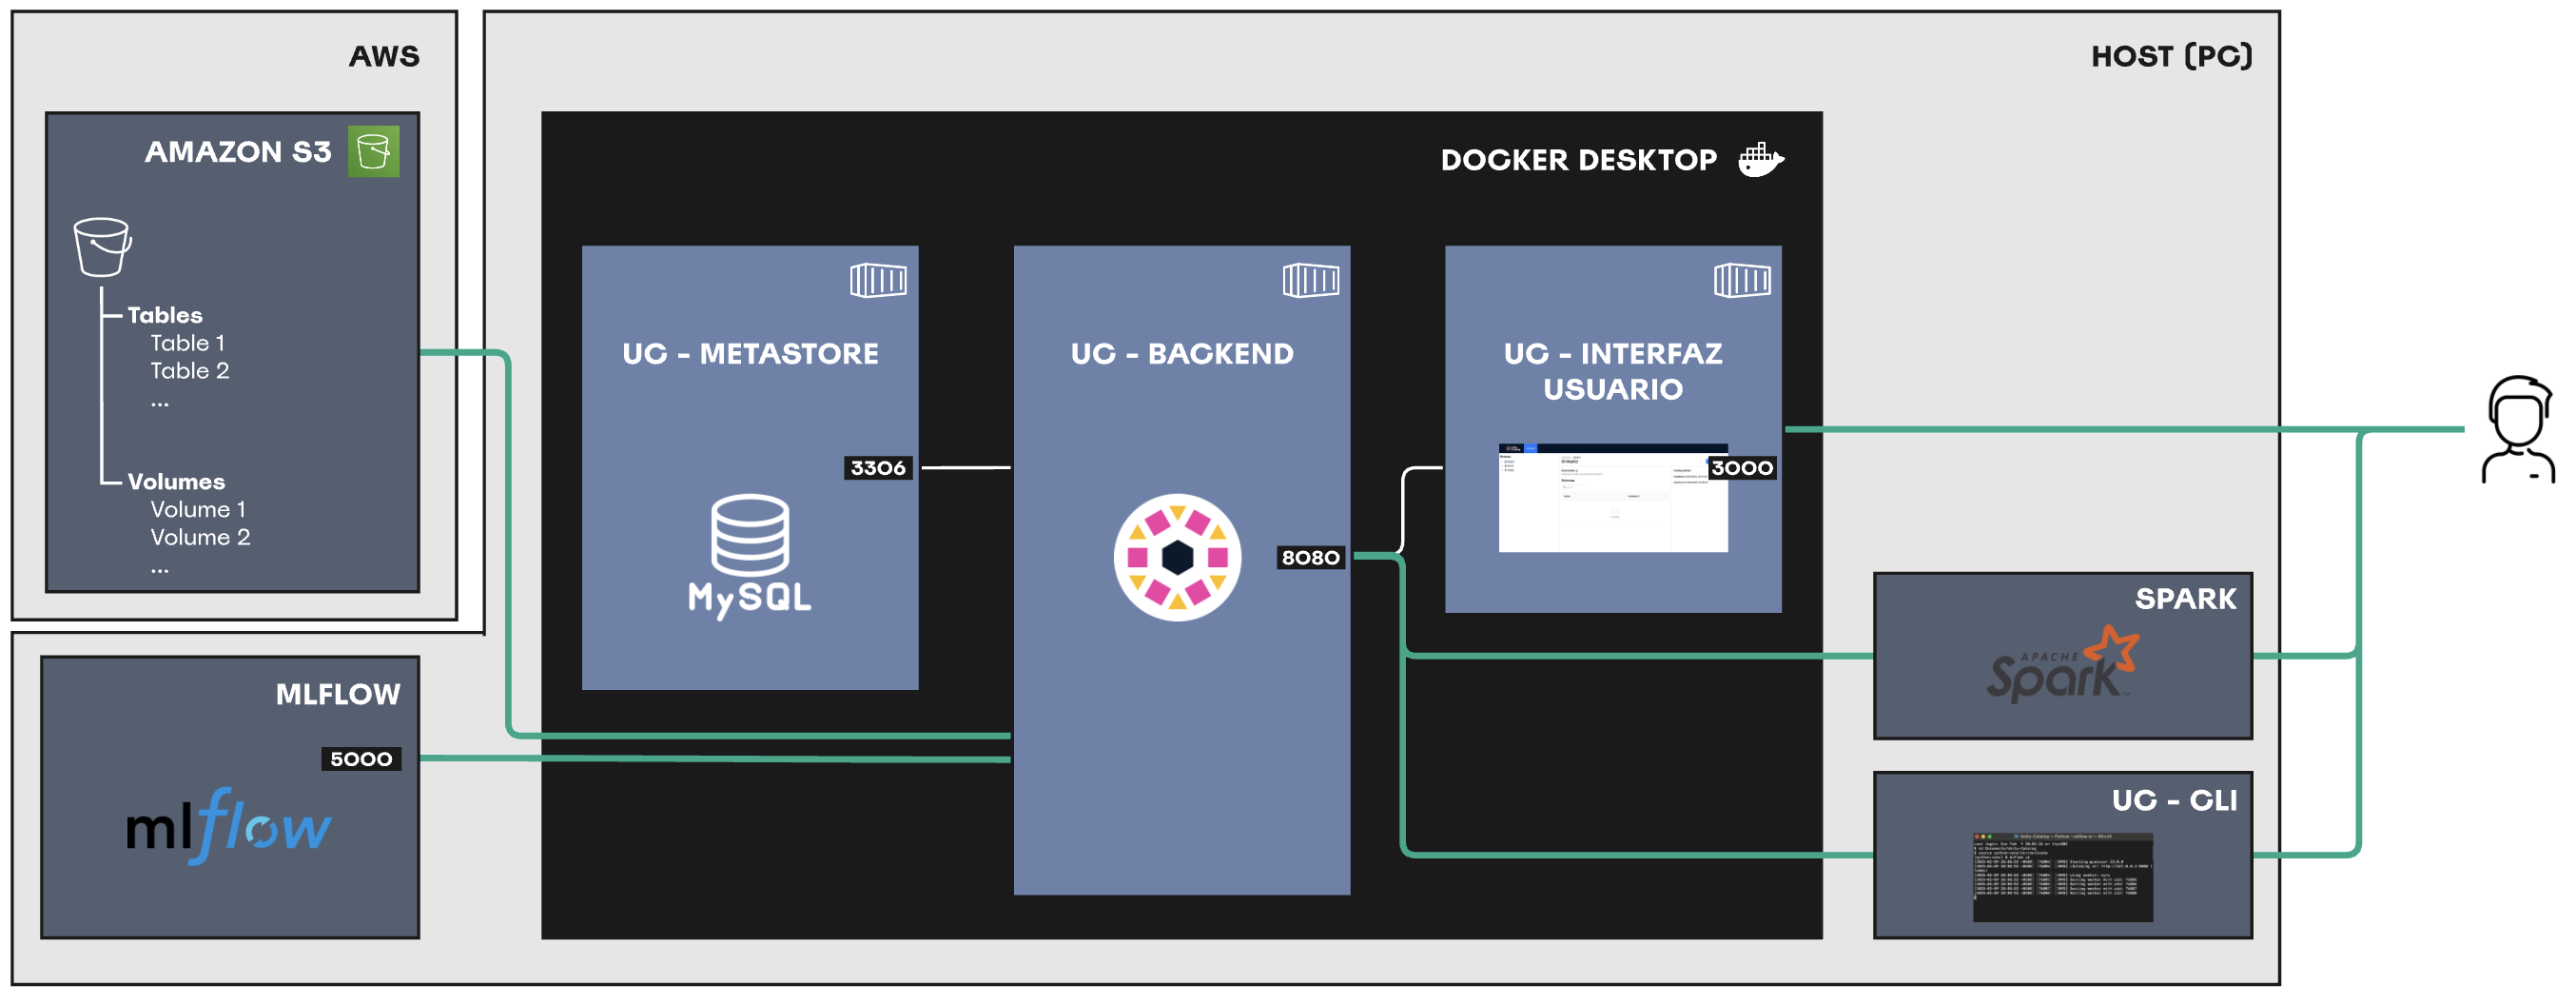 AWS
AMAZON S3
Tables
Table 1
Table 2
...
Volumes
Volume 1
Volume 2
...
MLFLOW
5000
mlflow
HOST (PC)
DOCKER DESKTOP
UC - METASTORE
3306
MySQL
UC - BACKEND
8080
UC - INTERFAZ
USUARIO
3000
SPARK
APACHE
Spark
UC - CLI